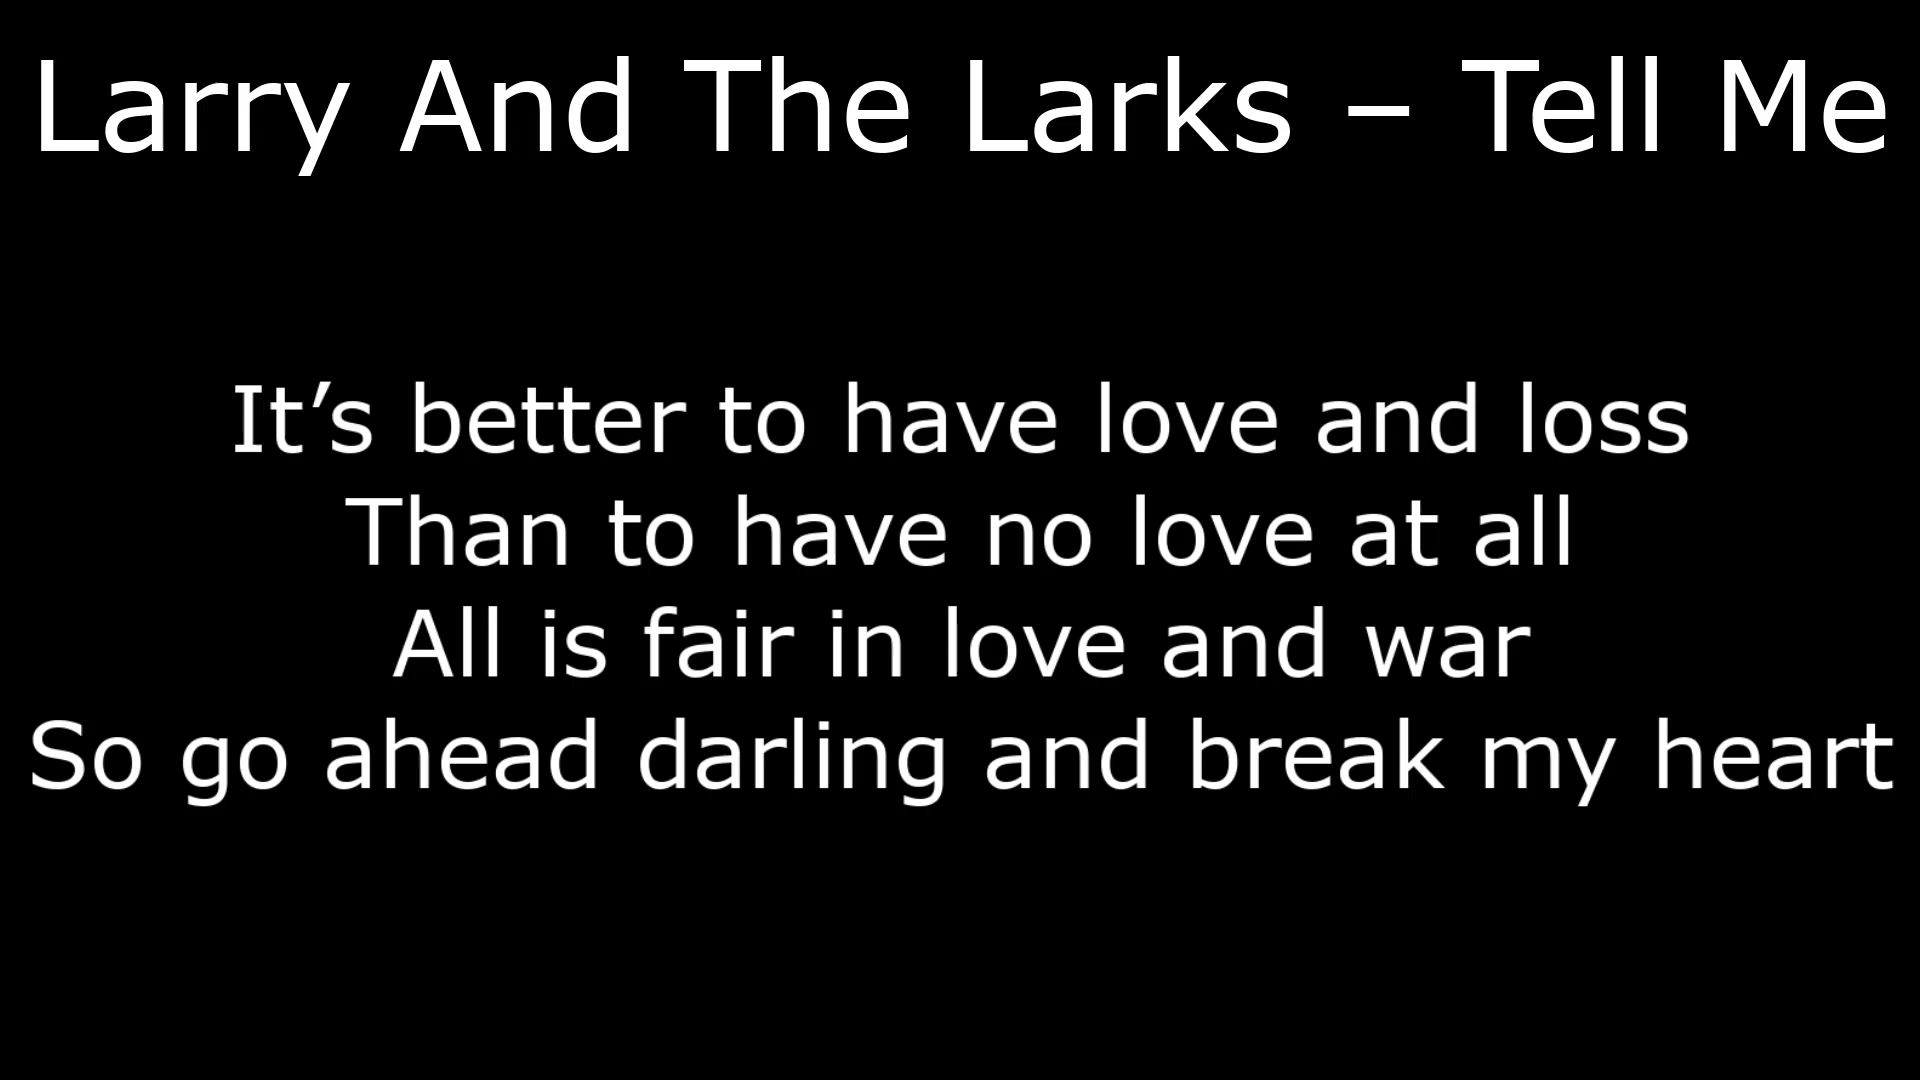 Larry And The Larks – Tell Me
It’s better to have love and loss
Than to have no love at all
All is fair in love and war
So go ahead darling and break my heart